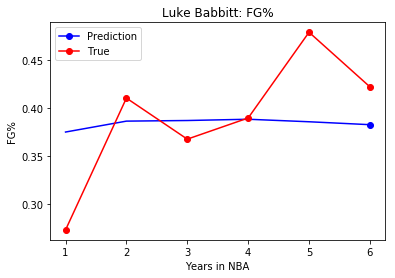 Luke Babbitt: FG%
Prediction
True
0.45
0.40
0.35
0.30
FG%
1 2 3 4 5 6
Years in NBA